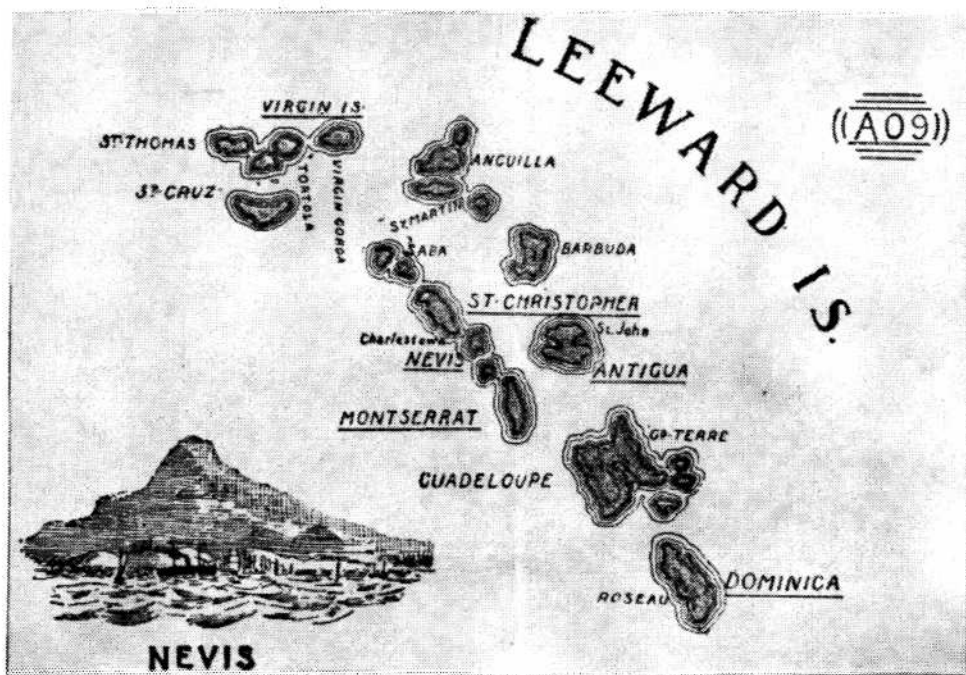 LEEWARD IS.
((A09))
VIRGIN IS.
ST. THOMAS
ANGUILLA
ST. CRUZ
TORTOLA
VIRGIN GORDA
ST. MARTIN
SABA
BARBUDA
ST. CHRISTOPHER
St. John
Charlestown
NEVIS
ANTIGUA
MONTSERRAT
GD. TERRE
GUADELOUPE
DOMINICA
ROSEAU
NEVIS